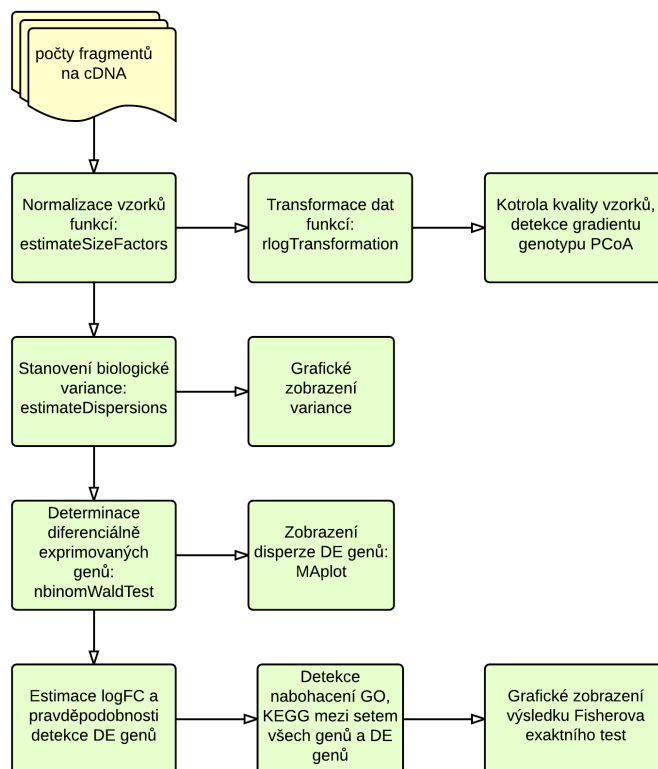 počty fragmentů
na cDNA
Normalizace vzorků
funkcí:
estimateSizeFactors
Transformace dat
funkcí:
rlogTransformation
Kotrola kvality vzorků,
detekce gradientu
genotypu PCoA
Stanovení biologické
variance:
estimateDispersions
Grafické
zobrazení
variance
Determinace
diferenciálně
exprimovaných
genů:
nbinomWaldTest
Zobrazení
disperze DE genů:
MAplot
Estimace logFC a
pravděpodobnosti
detekce DE genů
Detekce
nabohacení GO,
KEGG mezi setem
všech genů a DE
genů
Grafické zobrazení
výsledku Fisherova
exaktního test